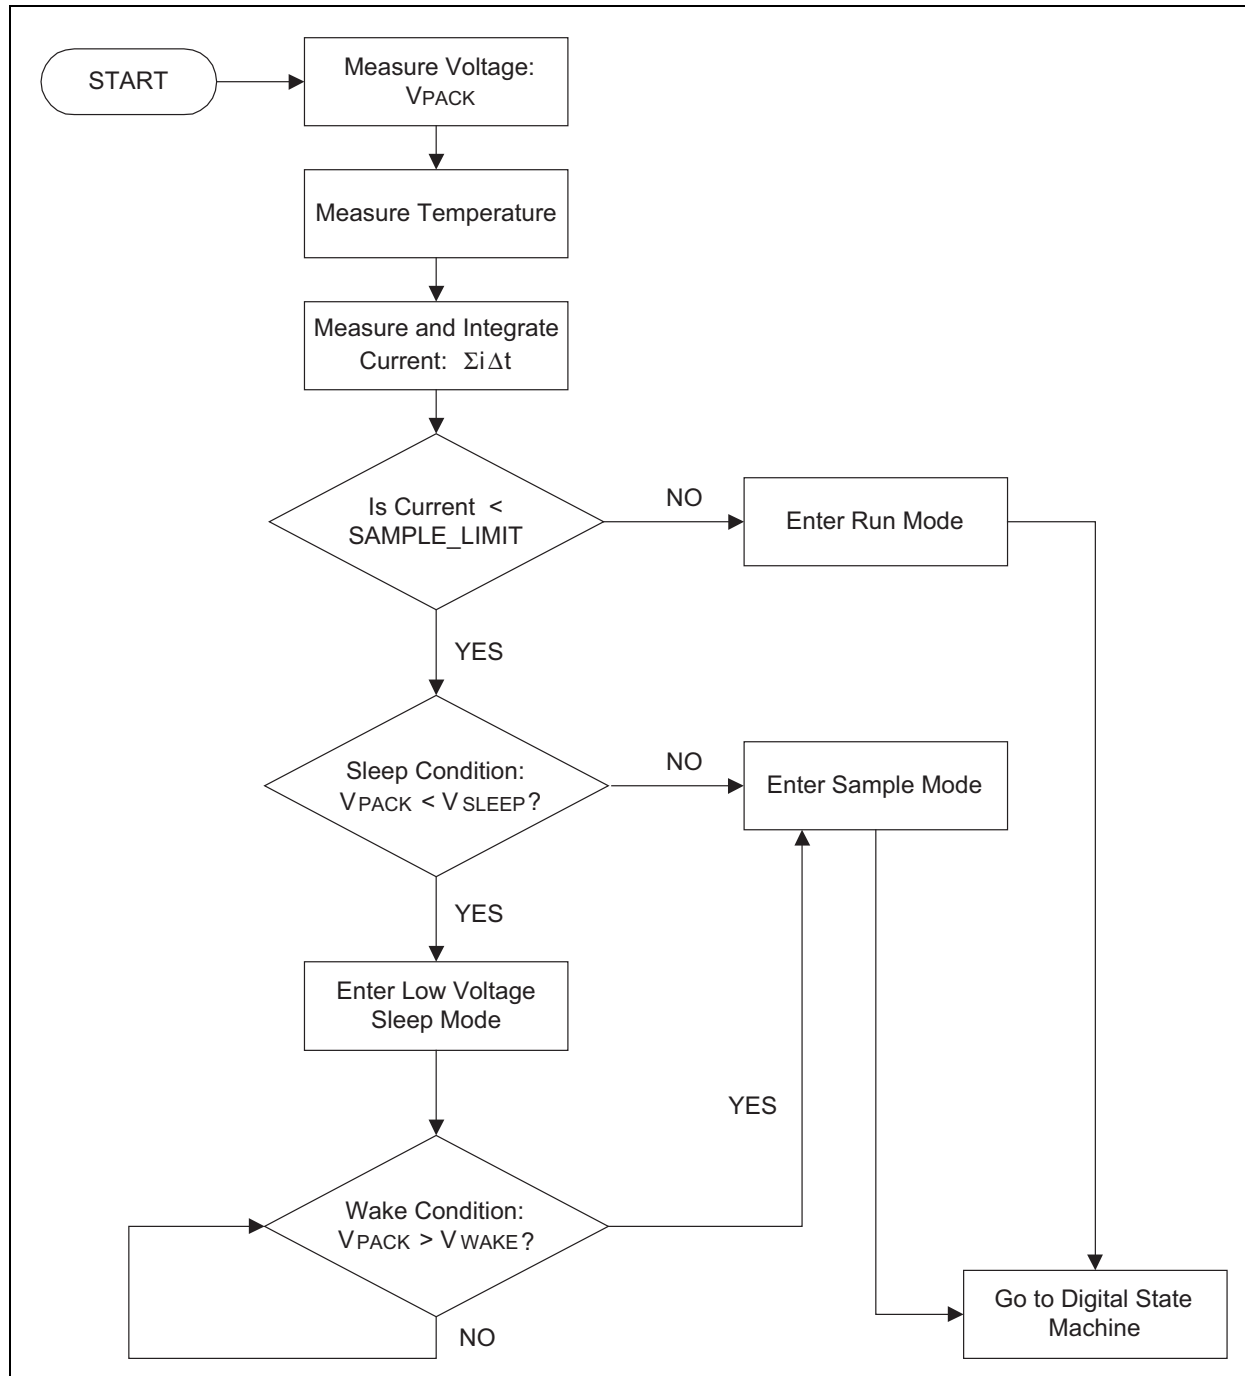 START
Measure Voltage:
VPACK
Measure Temperature
Measure and Integrate
Current: ΣiΔt
Is Current <
SAMPLE_LIMIT
NO
Enter Run Mode
YES
Sleep Condition:
VPACK < VSLEEP?
NO
Enter Sample Mode
YES
Enter Low Voltage
Sleep Mode
YES
Wake Condition:
VPACK > VWAKE?
NO
Go to Digital State
Machine